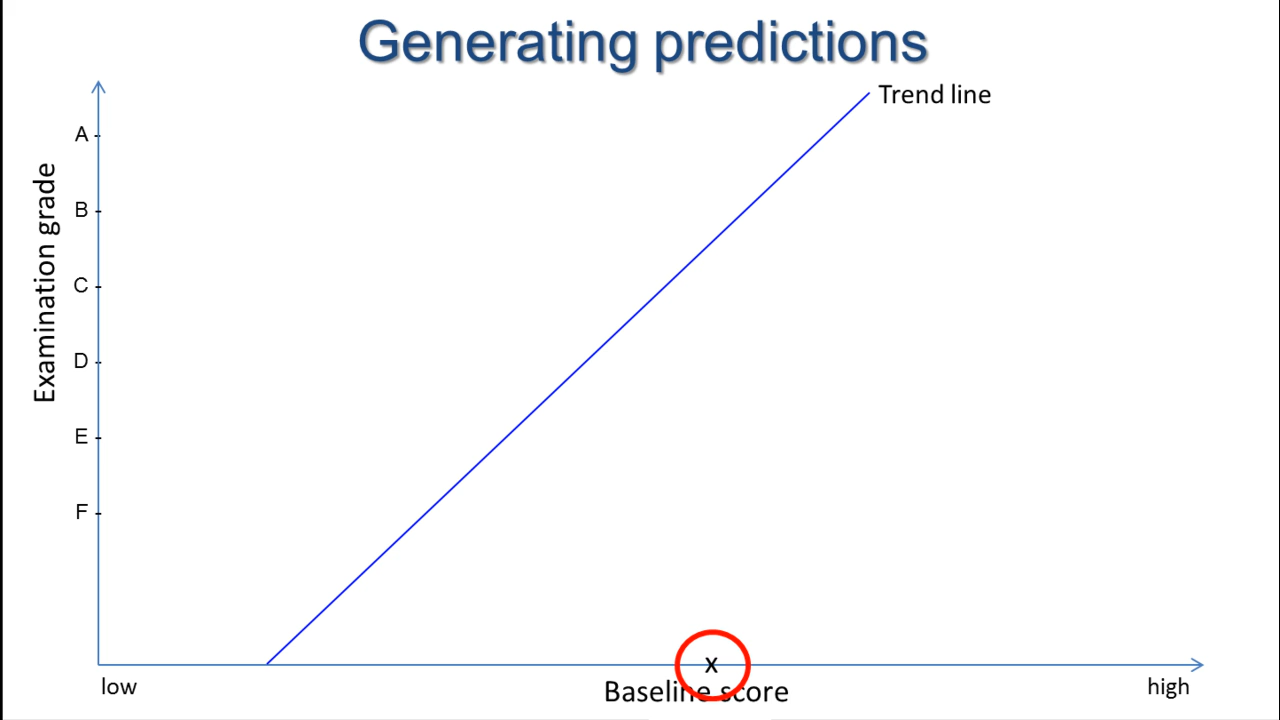 Generating predictions
Trend line
Examination grade
A
B
C
D
E
F
x
low
Baseline score
high